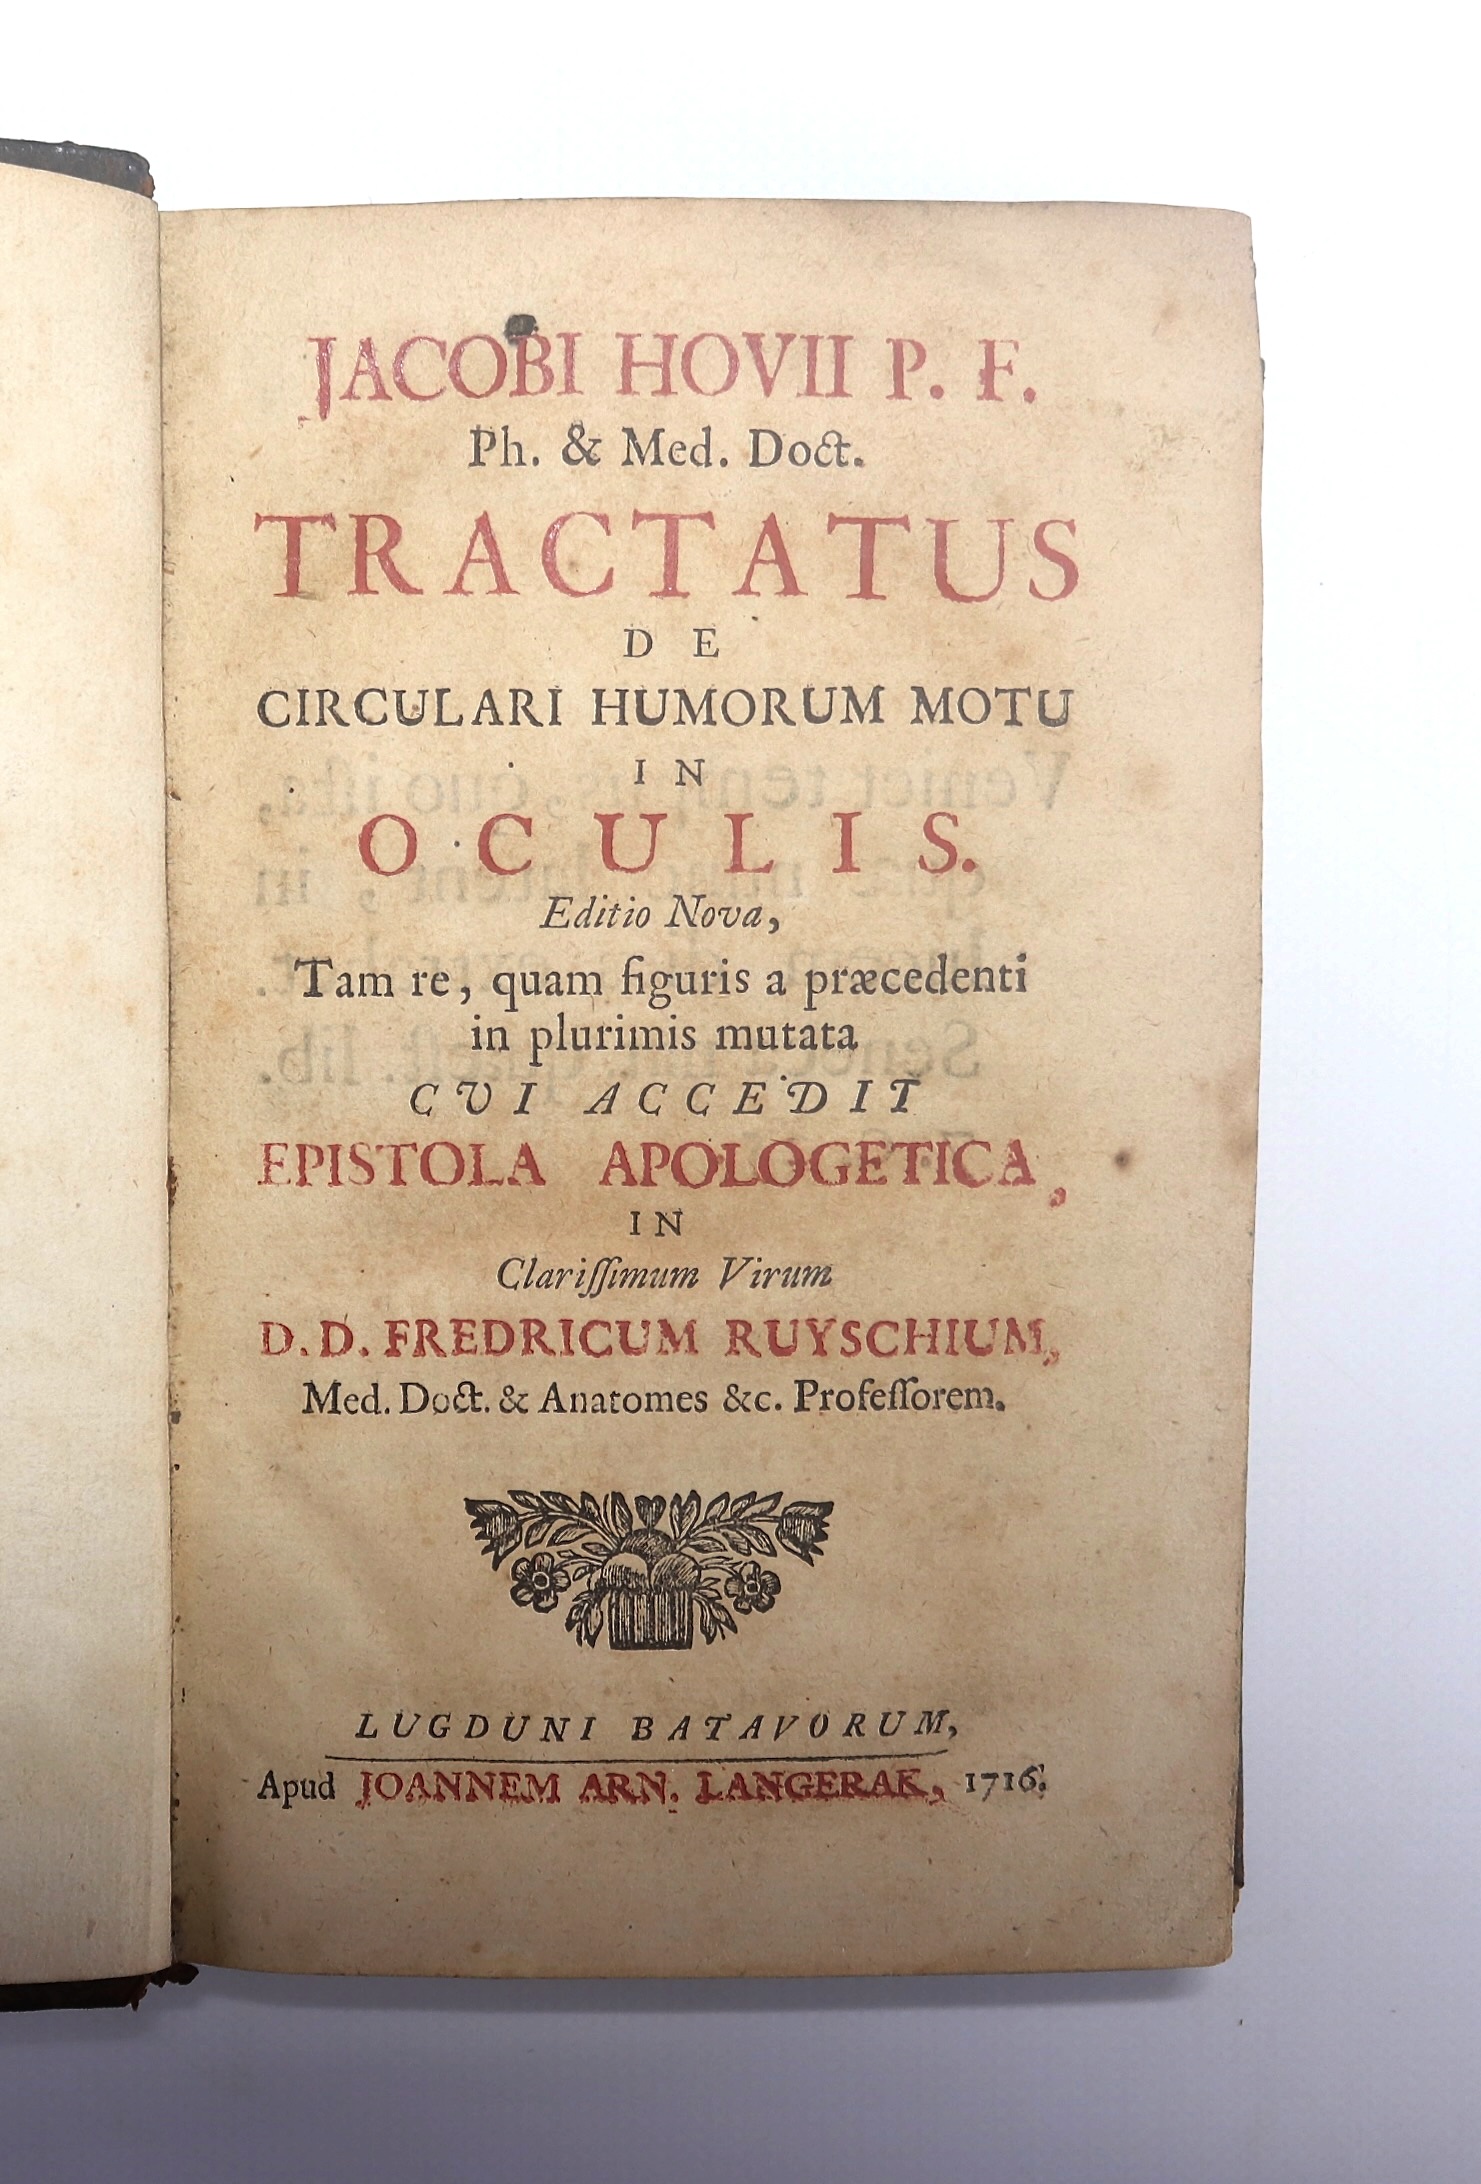 JACOBI HOVII P. F.
Ph. & Med. Doct.
TRACTATUS
DE
CIRCULARI HUMORUM MOTU
IN
OCULIS.
Editio Nova,
Tam re, quam figuris a præcedenti
in plurimis mutata
CVI ACCEDIT
EPISTOLA APOLOGETICA,
IN
Clariſſimum Virum
D. D. FREDRICUM RUYSCHIUM,
Med. Doct. & Anatomes &c. Profeſſorem.
LUGDUNI BATAVORUM,
Apud JOANNEM ARN. LANGERAK, 1716.